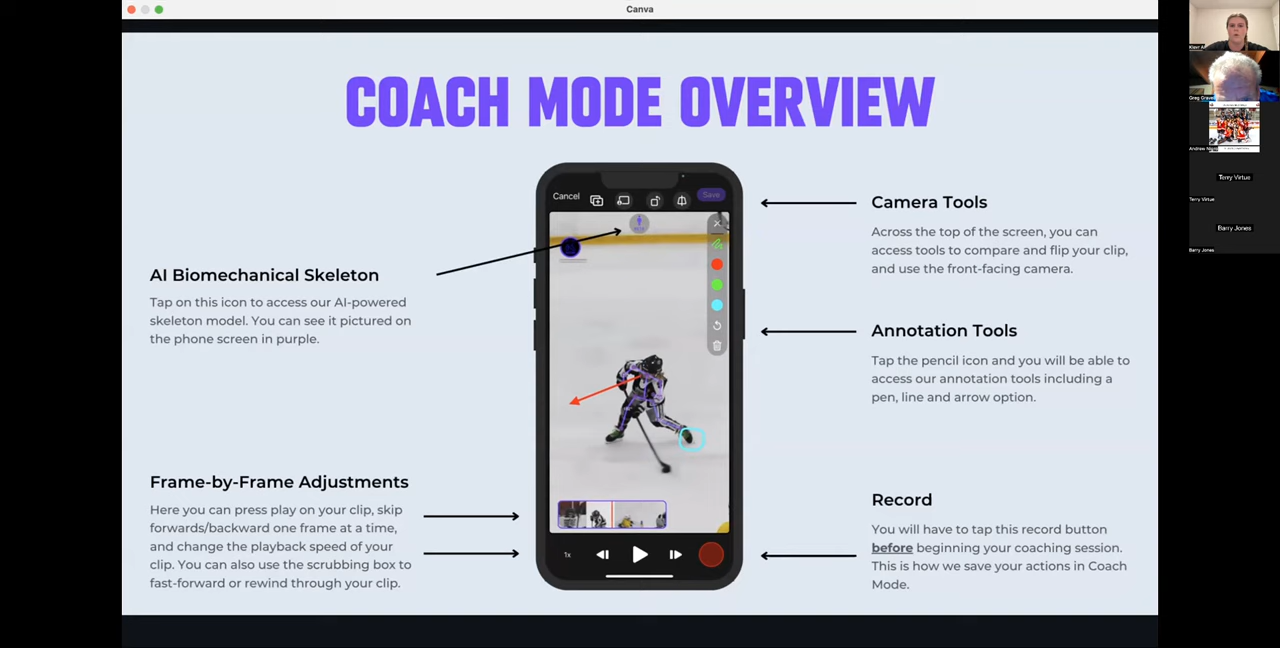 Canva
COACH MODE OVERVIEW
Cancel
Save
AI Biomechanical Skeleton
Tap on this icon to access our AI-powered
skeleton model. You can see it pictured on
the phone screen in purple.
Frame-by-Frame Adjustments
Here you can press play on your clip, skip
forwards/backward one frame at a time,
and change the playback speed of your
clip. You can also use the scrubbing box to
fast-forward or rewind through your clip.
1x
Camera Tools
Across the top of the screen, you can
access tools to compare and flip your clip,
and use the front-facing camera.
Annotation Tools
Tap the pencil icon and you will be able to
access our annotation tools including a
pen, line and arrow option.
Record
You will have to tap this record button
before beginning your coaching session.
This is how we save your actions in Coach
Mode.
Greg
Andrew
Terry Virtue
Terry Virtue
Barry Jones
Barry Jones